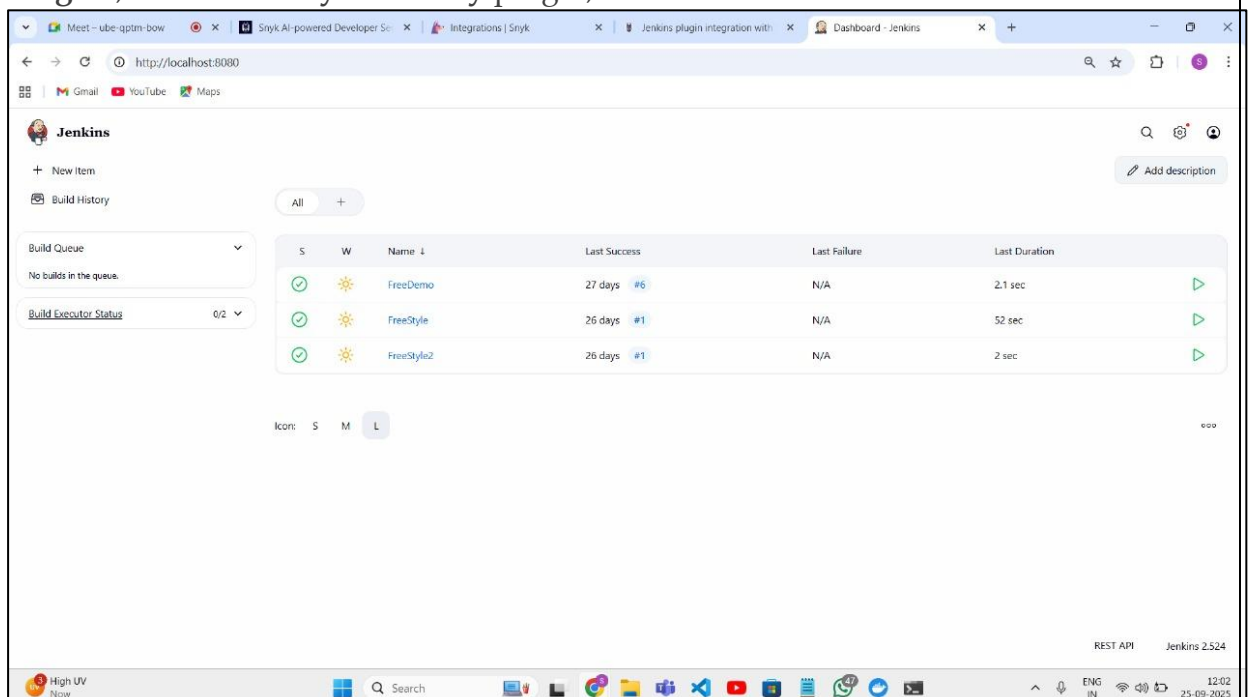 Meet – ube-qptm-bow
Snyk AI-powered Developer Se
Integrations | Snyk
Jenkins plugin integration with
Dashboard - Jenkins
http://localhost:8080
Gmail YouTube Maps
Jenkins
+ New Item
Add description
Build History
All +
Build Queue
S W Name ↓ Last Success Last Failure Last Duration
No builds in the queue.
FreeDemo 27 days #6 N/A 2.1 sec
Build Executor Status 0/2
FreeStyle 26 days #1 N/A 52 sec
FreeStyle2 26 days #1 N/A 2 sec
Icon: S M L
REST API Jenkins 2.524
3
High UV
Now
Search
47
ENG
IN
12:02
25-09-2025